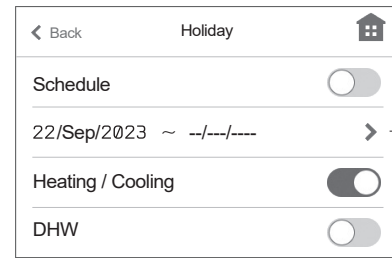 Back Holiday
Schedule
22/Sep/2023 ~ --/---/----
Heating / Cooling
DHW